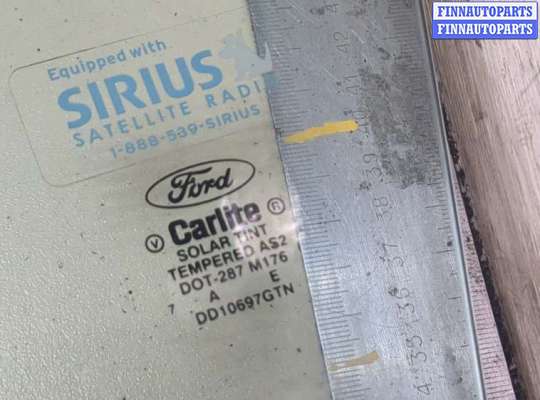 FINNAUTOPARTS
FINNAUTOPARTS
Equipped with
SIRIUS
SATELLITE RADI
1-888-539-SIRIUS
Ford
V Carlite R
SOLAR TINT
TEMPERED AS2
DOT-287 M176
7 A E
DD10697GTN
42
41
40
39
38
37
36
35